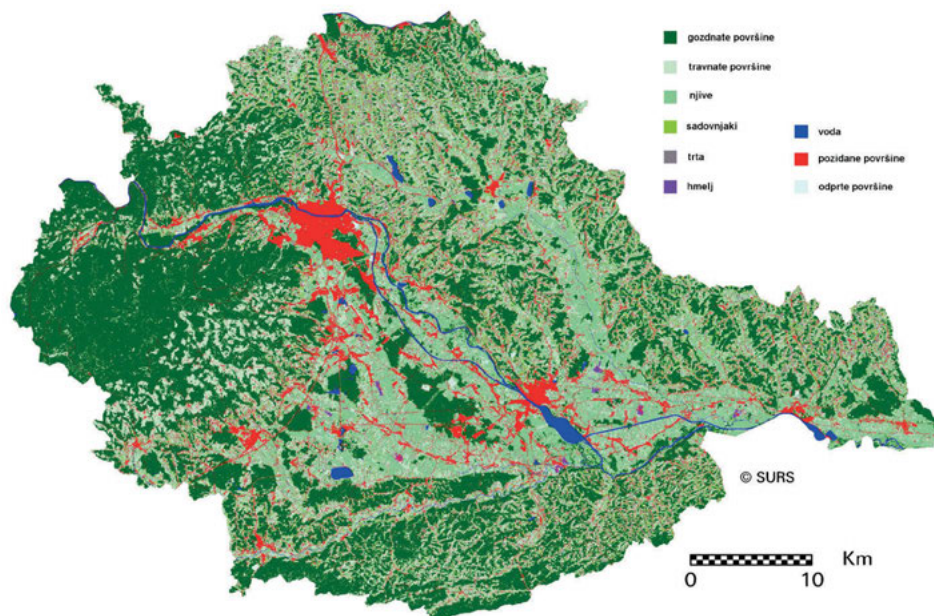 gozdnate površine
travnate površine
njive
sadovnjaki
trta
hmelj
voda
pozidane površine
odprte površine
© SURS
Km
0 10